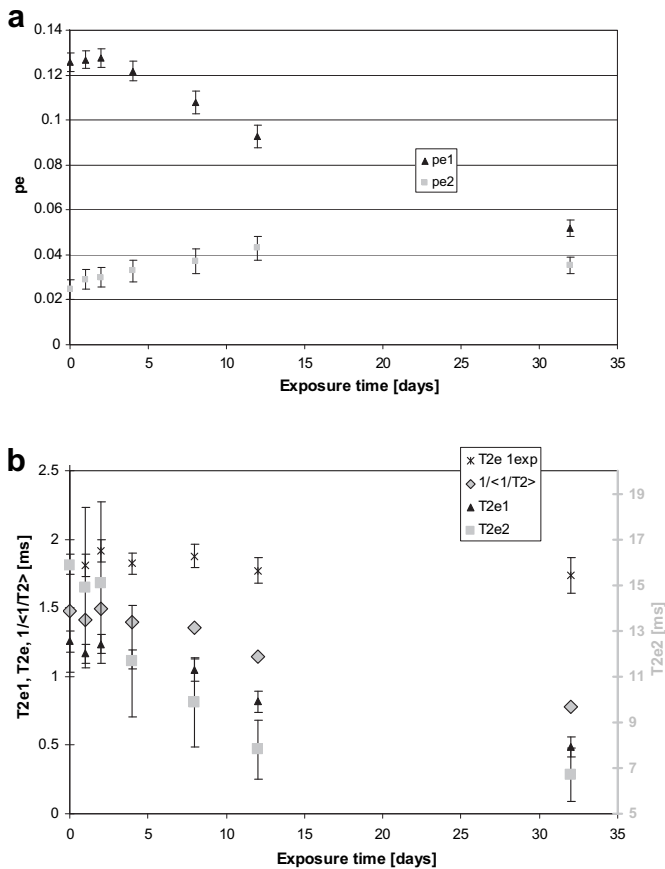 a
0.14
0.12
0.1
0.08
0.06
0.04
0.02
0
pe
pe1
pe2
0 5 10 15 20 25 30 35
Exposure time [days]
b
2.5
2
1.5
1
0.5
0
T2e1, T2e, 1/<1/T2> [ms]
T2e 1exp
1/<1/T2>
T2e1
T2e2
19
17
15
13
11
9
7
5
T2e2 [ms]
0 5 10 15 20 25 30 35
Exposure time [days]